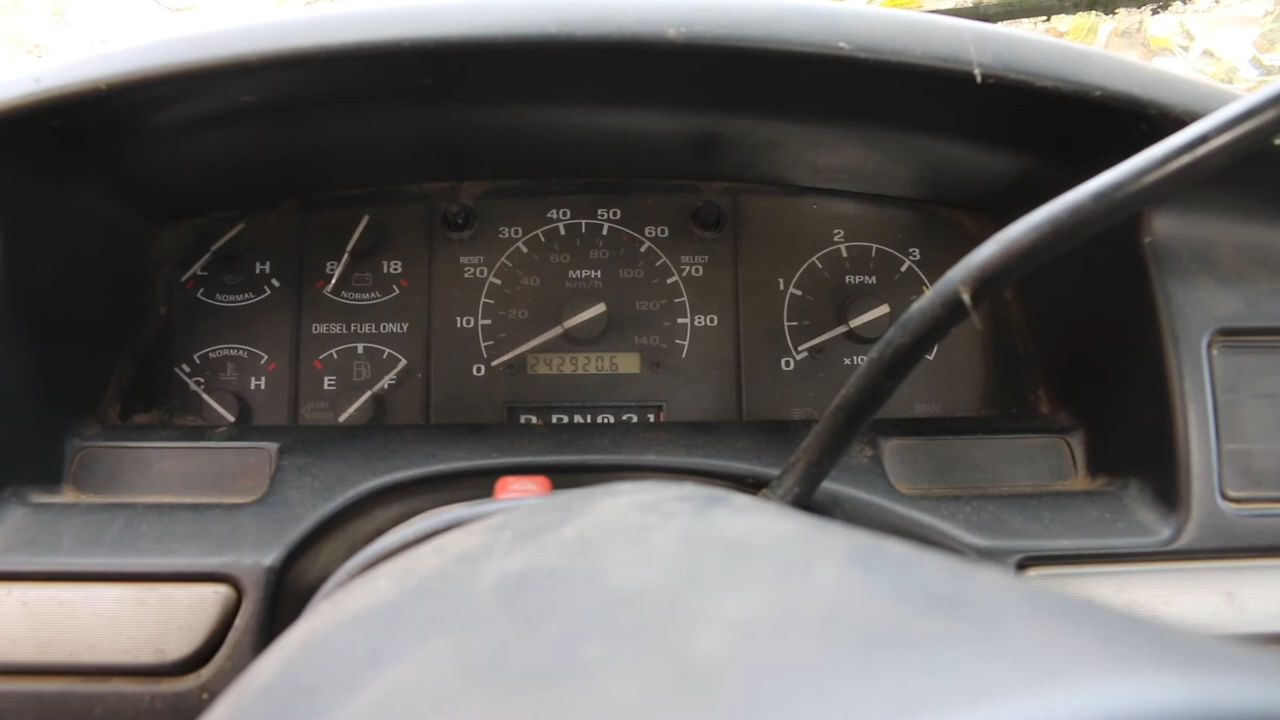 L H
NORMAL
8 18
NORMAL
DIESEL FUEL ONLY
NORMAL
C H
E F
RESET
SELECT
0 10 20 30 40 50 60 70 80
MPH
km/h
20 40 60 80 100 120 140
242920.6
P RN D 2 1
0 1 2 3
RPM